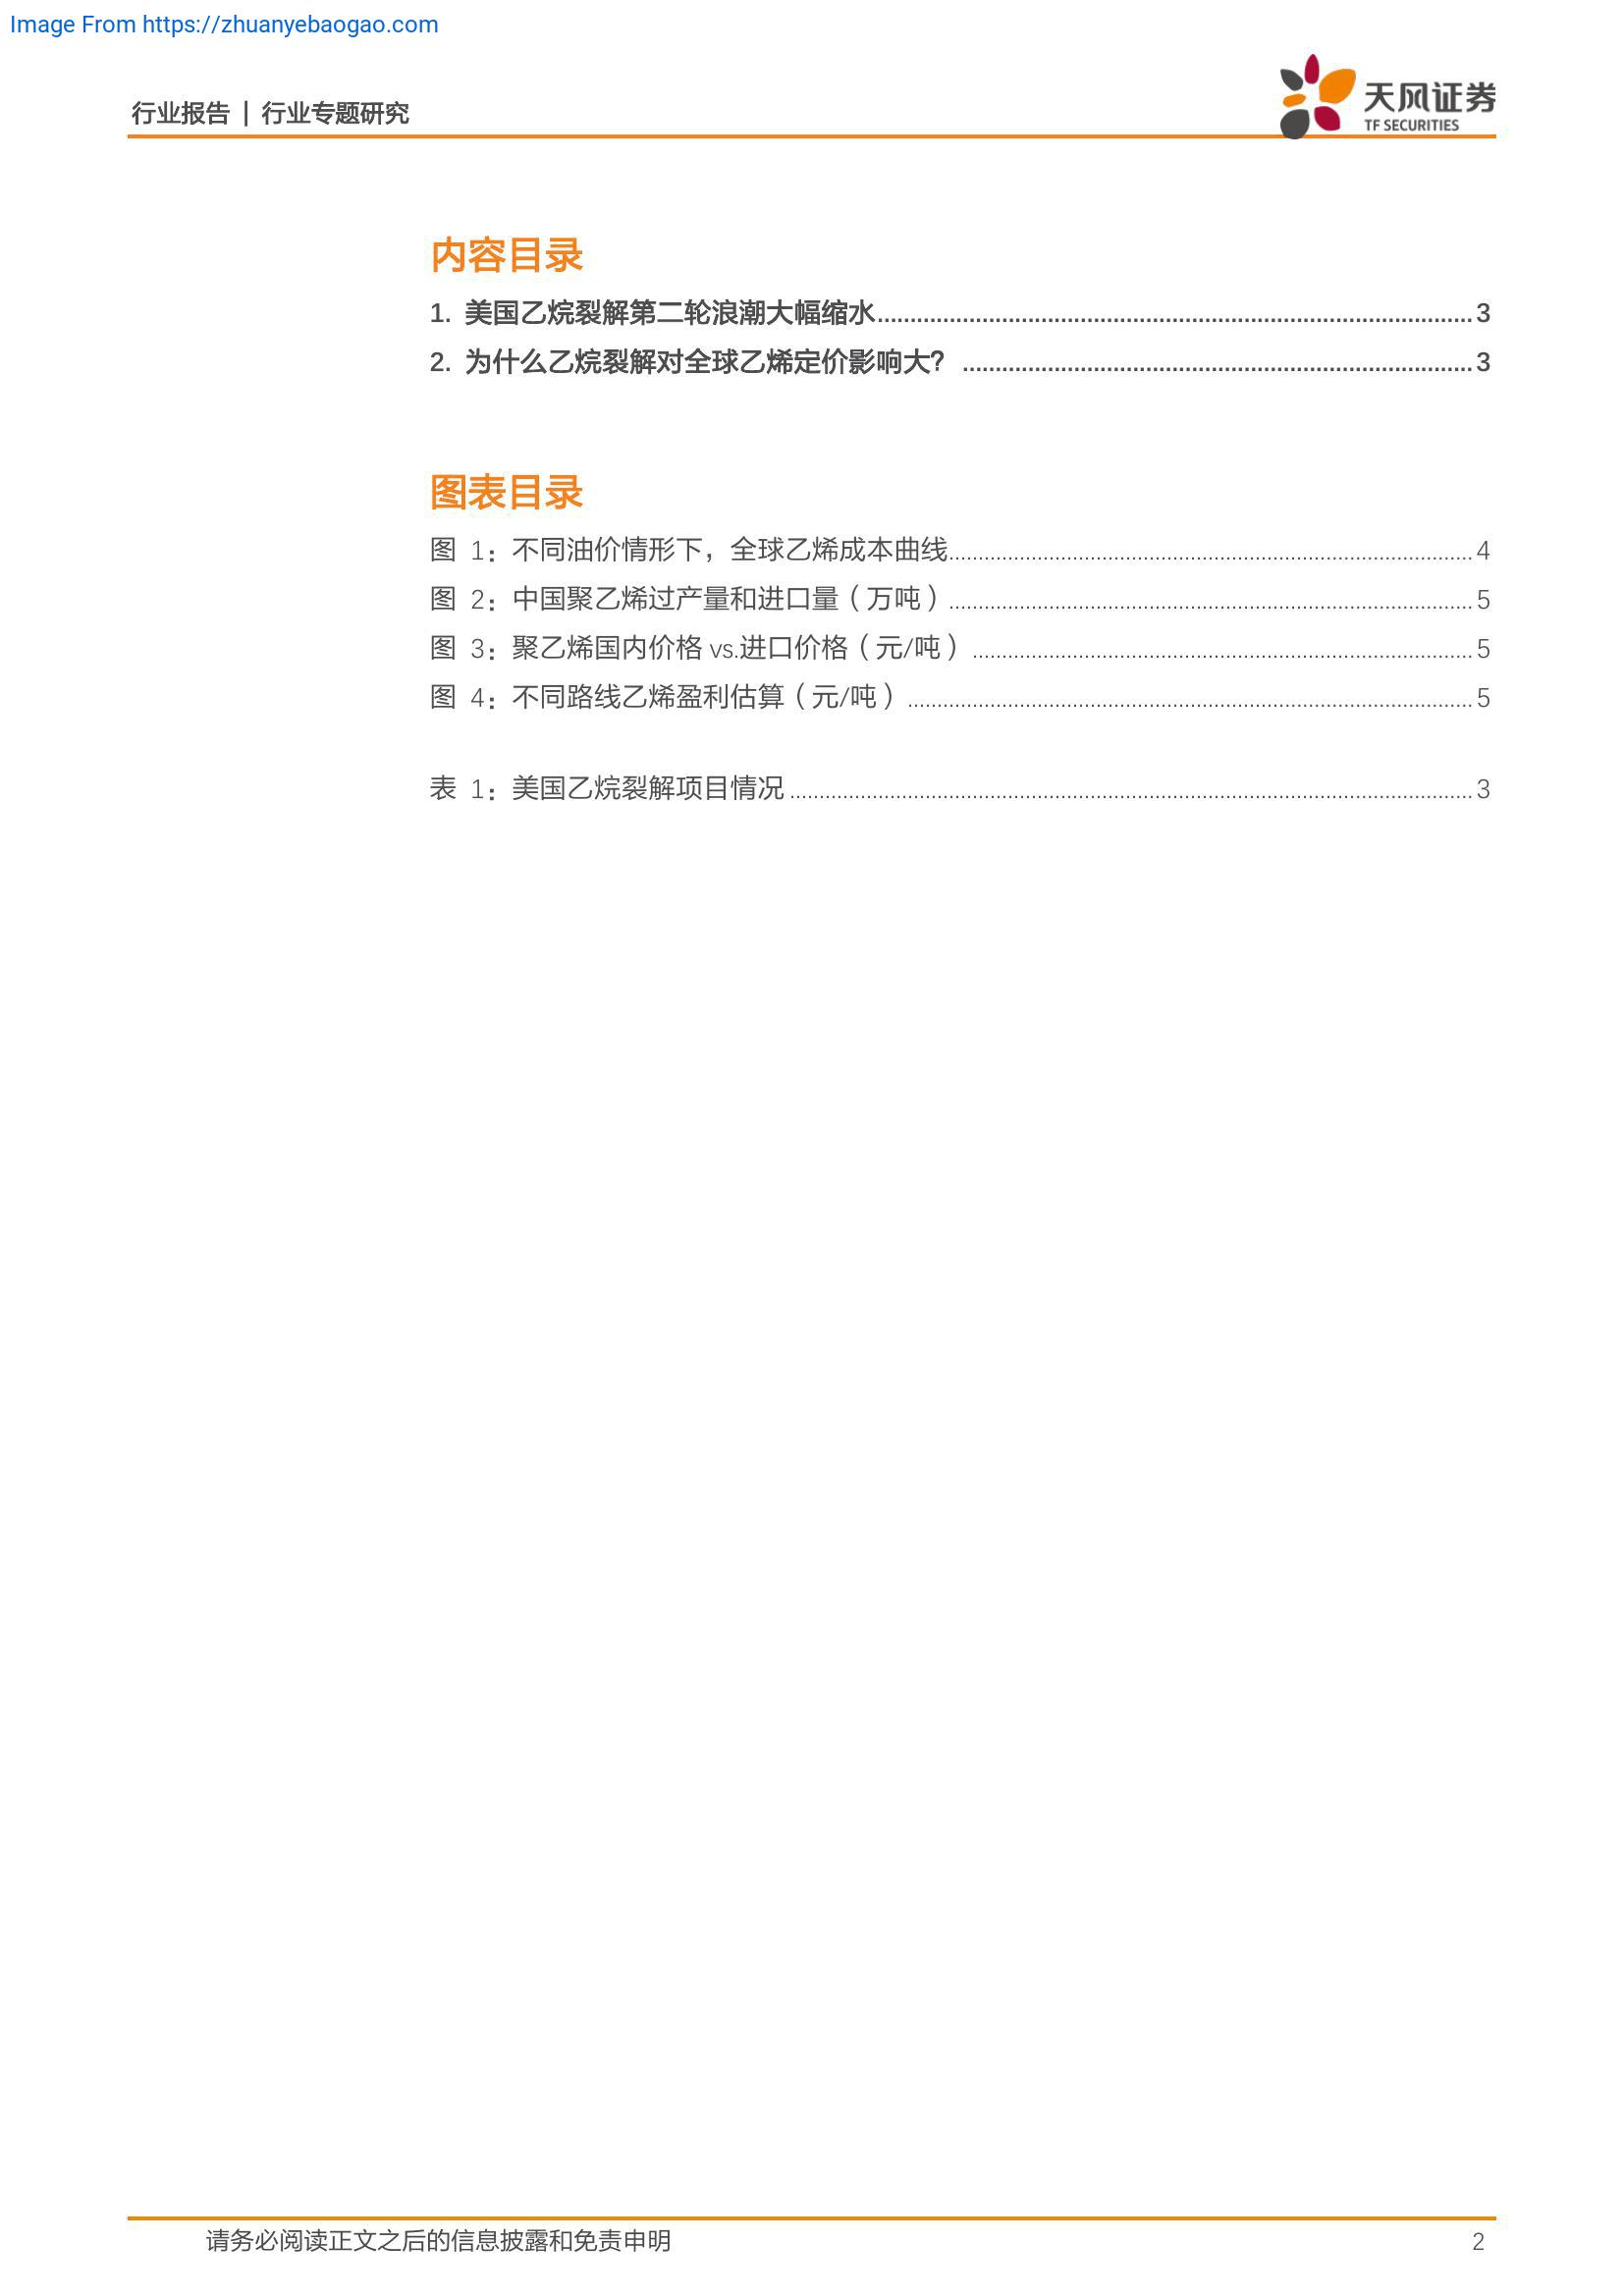 Image From https://zhuanyebaogao.com
行业报告 | 行业专题研究
天风证券
TF SECURITIES
内容目录
1. 美国乙烷裂解第二轮浪潮大幅缩水 3
2. 为什么乙烷裂解对全球乙烯定价影响大？ 3
图表目录
图 1：不同油价情形下，全球乙烯成本曲线 4
图 2：中国聚乙烯过产量和进口量（万吨） 5
图 3：聚乙烯国内价格 vs.进口价格（元/吨） 5
图 4：不同路线乙烯盈利估算（元/吨） 5
表 1：美国乙烷裂解项目情况 3
请务必阅读正文之后的信息披露和免责申明 2